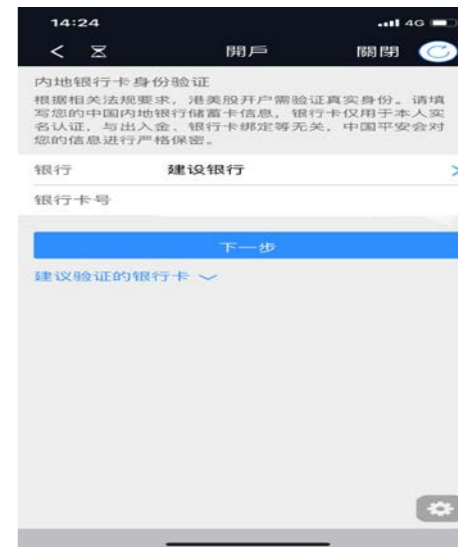 14:24
4G
開戶
關閉
内地银行卡身份验证
根据相关法规要求，港美股开户需验证真实身份。请填
写您的中国内地银行储蓄卡信息，银行卡仅用于本人实
名认证，与出入金、银行卡绑定等无关，中国平安会对
您的信息进行严格保密。
银行 建设银行
银行卡号
下一步
建议验证的银行卡